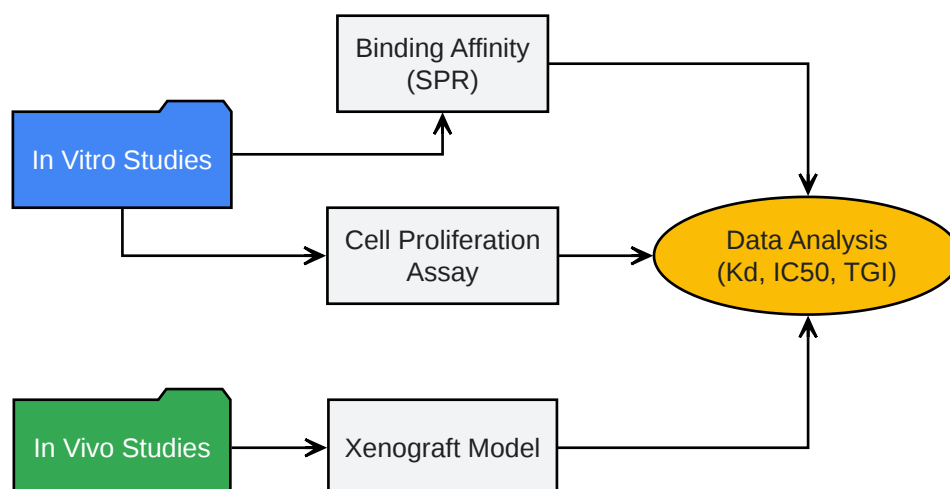 Binding Affinity
(SPR)
In Vitro Studies
Cell Proliferation
Assay
Data Analysis
(Kd, IC50, TGI)
In Vivo Studies
Xenograft Model